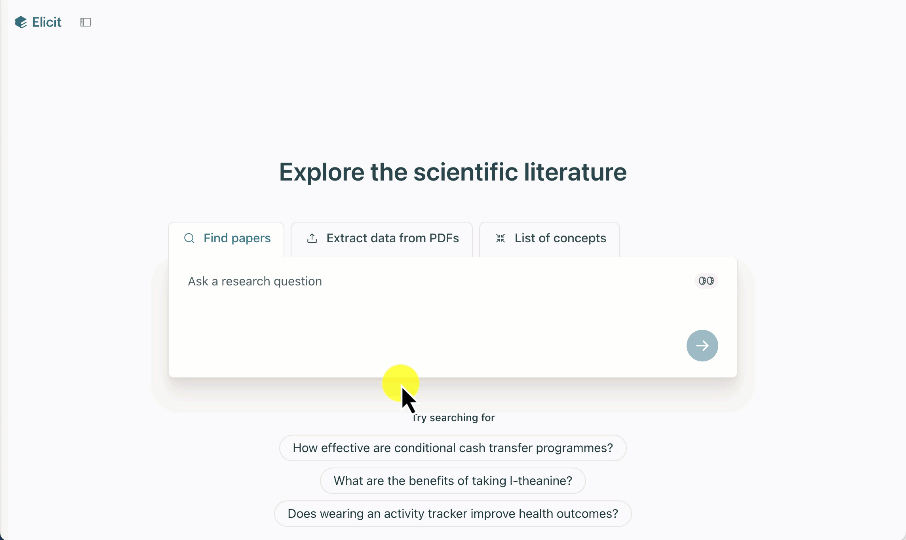 Elicit
Explore the scientific literature
Find papers
Extract data from PDFs
List of concepts
Ask a research question
Try searching for
How effective are conditional cash transfer programmes?
What are the benefits of taking l-theanine?
Does wearing an activity tracker improve health outcomes?